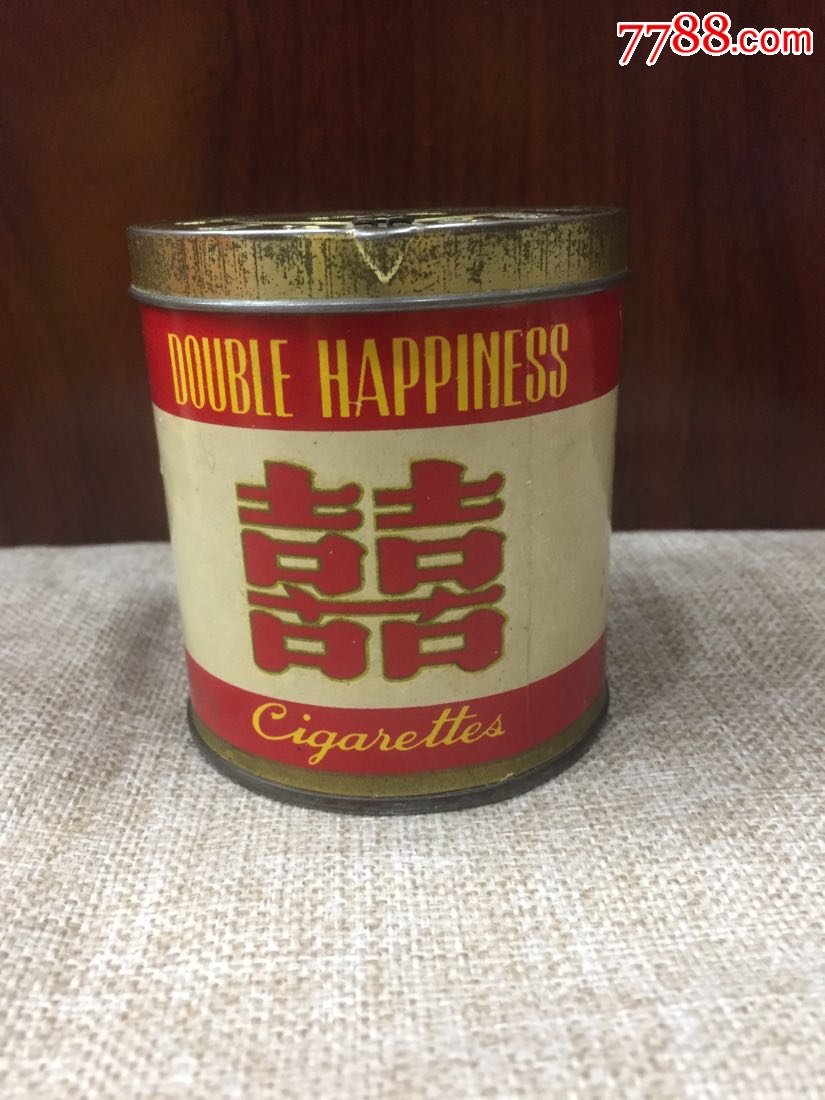 7788.com
DOUBLE HAPPINESS
囍
Cigarettes